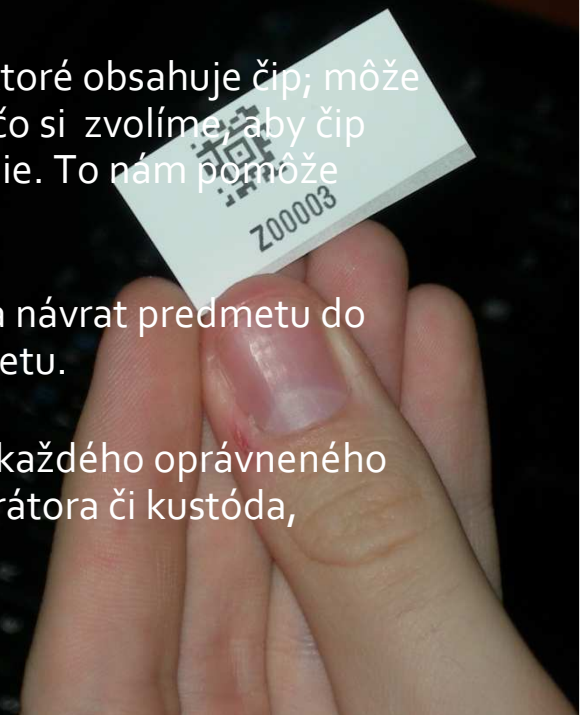 toré obsahuje čip; môže
čo si zvolíme, aby čip
ie. To nám pomôže
Z00003
návrat predmetu do
etu.
každého oprávneného
rátora či kustóda,